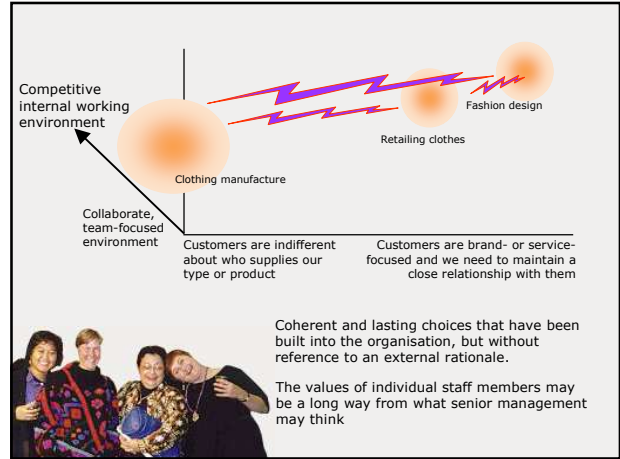 Competitive
internal working
environment
Fashion design
Retailing clothes
Clothing manufacture
Collaborate,
team-focused
environment
Customers are indifferent
about who supplies our
type or product
Customers are brand- or service-
focused and we need to maintain a
close relationship with them
Coherent and lasting choices that have been
built into the organisation, but without
reference to an external rationale.
The values of individual staff members may
be a long way from what senior management
may think